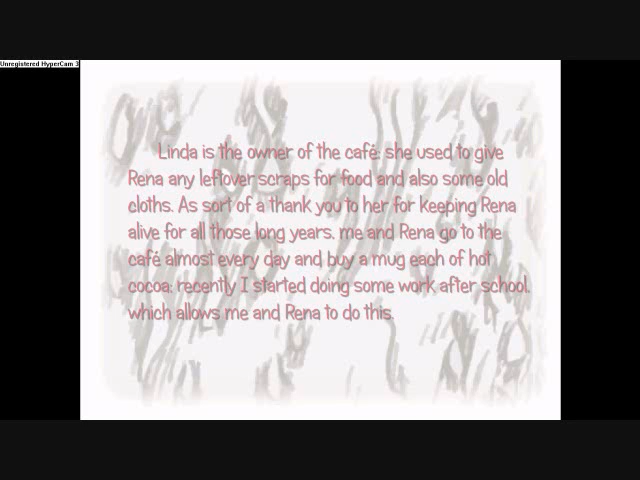 Unregistered HyperCam 3
Linda is the owner of the café; she used to give
Rena any leftover scraps for food and also some old
cloths. As sort of a thank you to her for keeping Rena
alive for all those long years, me and Rena go to the
café almost every day and buy a mug each of hot
cocoa; recently I started doing some work after school,
which allows me and Rena to do this.